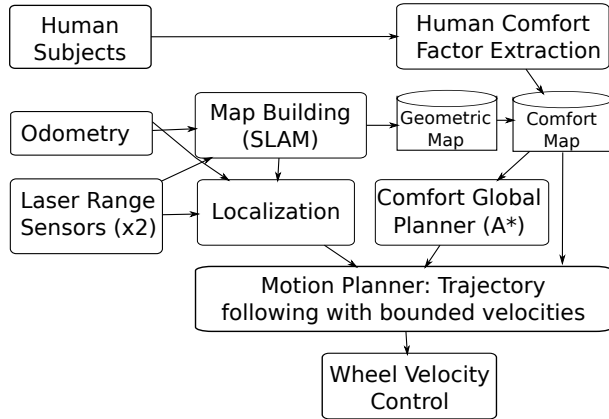 Human
Subjects
Human Comfort
Factor Extraction
Odometry
Map Building
(SLAM)
Geometric
Map
Comfort
Map
Laser Range
Sensors (x2)
Localization
Comfort Global
Planner (A*)
Motion Planner: Trajectory
following with bounded velocities
Wheel Velocity
Control